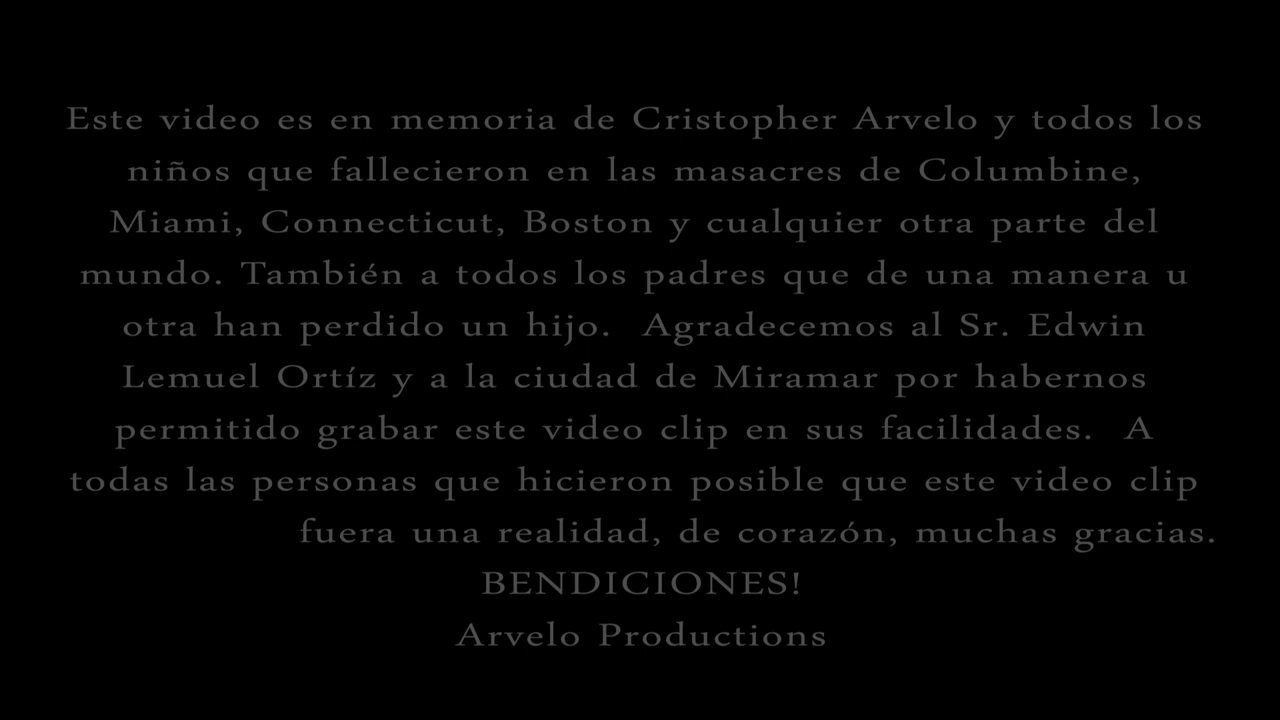 Este video es en memoria de Cristopher Arvelo y todos los
niños que fallecieron en las masacres de Columbine,
Miami, Connecticut, Boston y cualquier otra parte del
mundo. También a todos los padres que de una manera u
otra han perdido un hijo.  Agradecemos al Sr. Edwin
Lemuel Ortíz y a la ciudad de Miramar por habernos
permitido grabar este video clip en sus facilidades.  A
todas las personas que hicieron posible que este video clip
fuera una realidad, de corazón, muchas gracias.
BENDICIONES!
Arvelo Productions